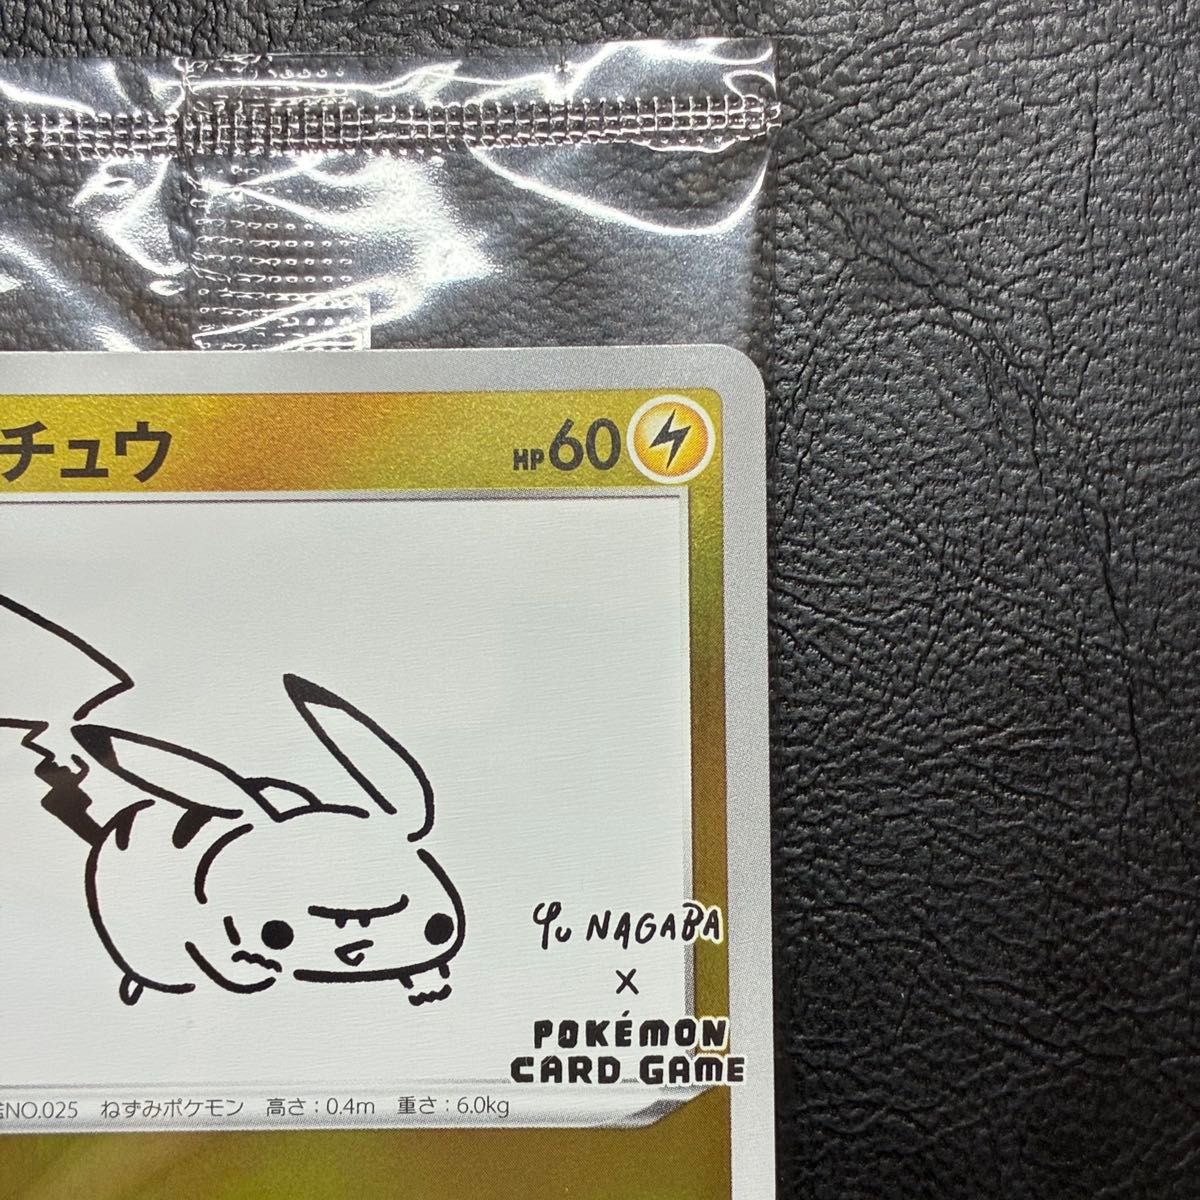 チュウ HP60
Yu NAGABA
×
POKÉMON
CARD GAME
NO.025 ねずみポケモン 高さ：0.4m 重さ：6.0kg